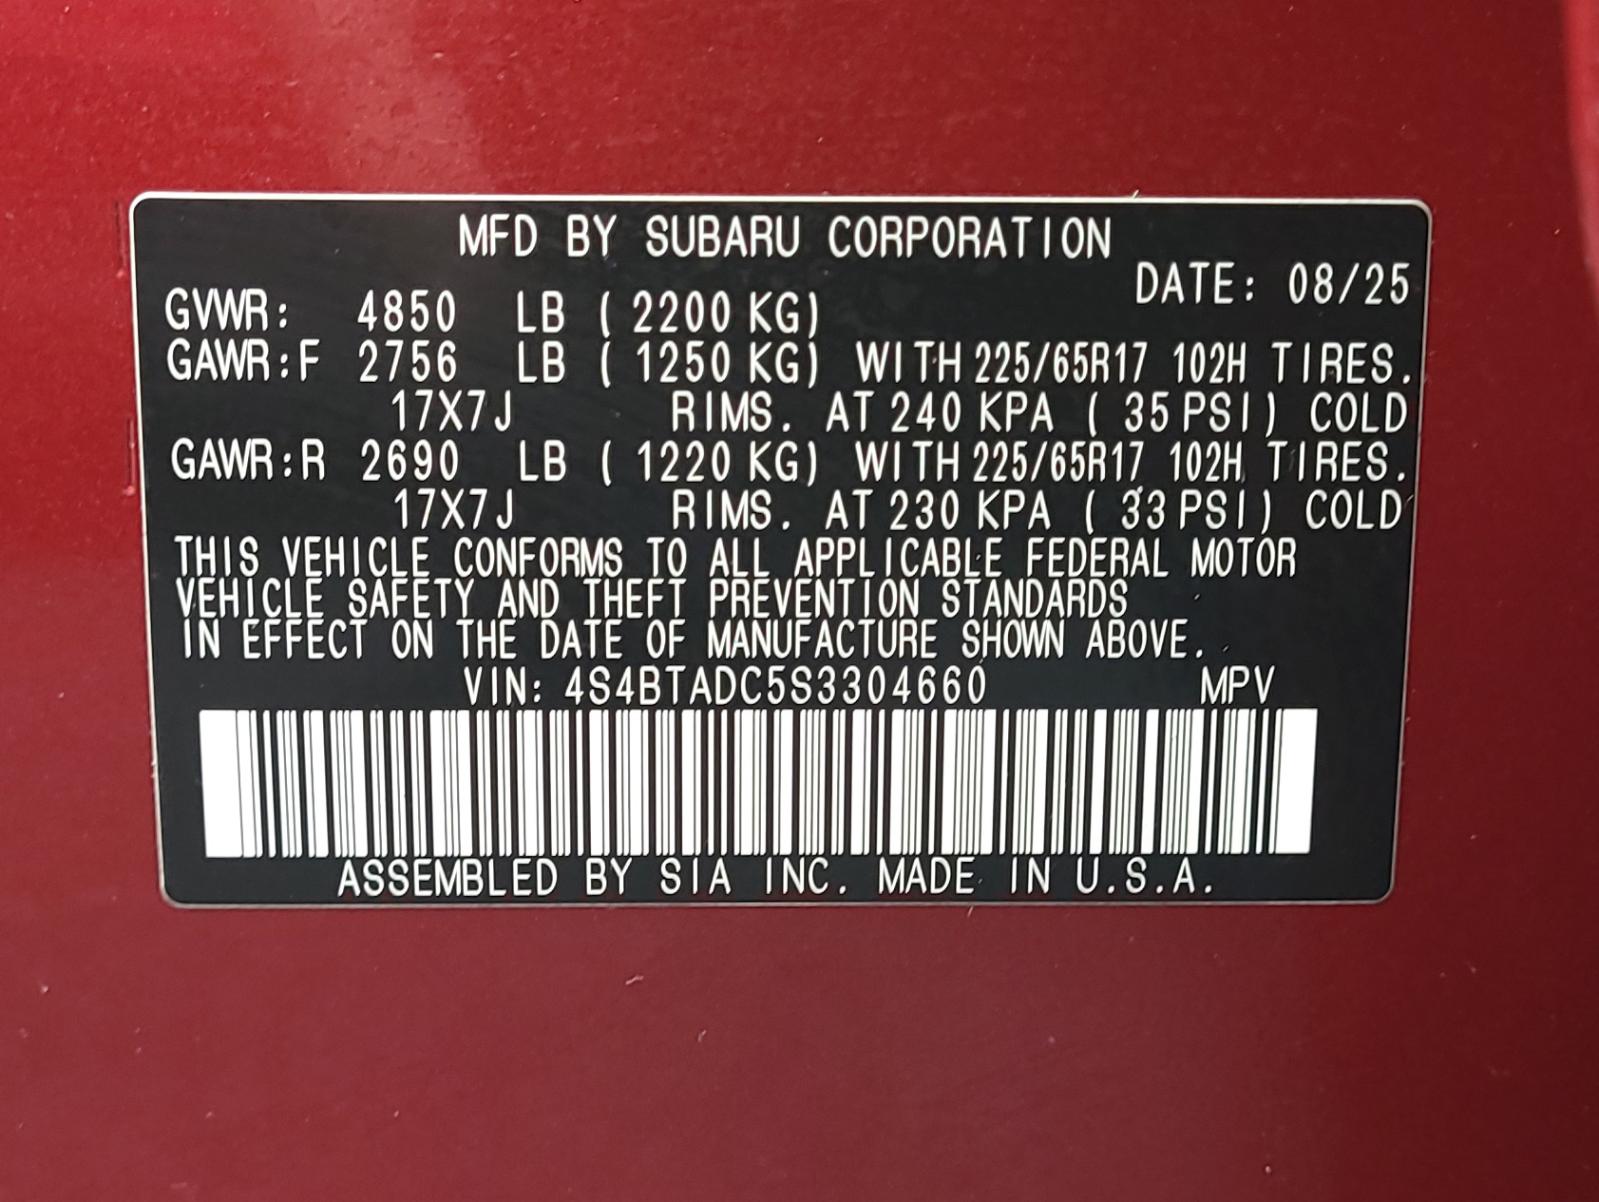 MFD BY SUBARU CORPORATION
DATE: 08/25
GVWR: 4850 LB ( 2200 KG)
GAWR:F 2756 LB ( 1250 KG) WITH 225/65R17 102H TIRES.
17X7J RIMS. AT 240 KPA ( 35 PSI) COLD
GAWR:R 2690 LB ( 1220 KG) WITH 225/65R17 102H TIRES.
17X7J RIMS. AT 230 KPA ( 33 PSI) COLD
THIS VEHICLE CONFORMS TO ALL APPLICABLE FEDERAL MOTOR
VEHICLE SAFETY AND THEFT PREVENTION STANDARDS
IN EFFECT ON THE DATE OF MANUFACTURE SHOWN ABOVE.
VIN: 4S4BTADC5S3304660 MPV
ASSEMBLED BY SIA INC. MADE IN U.S.A.